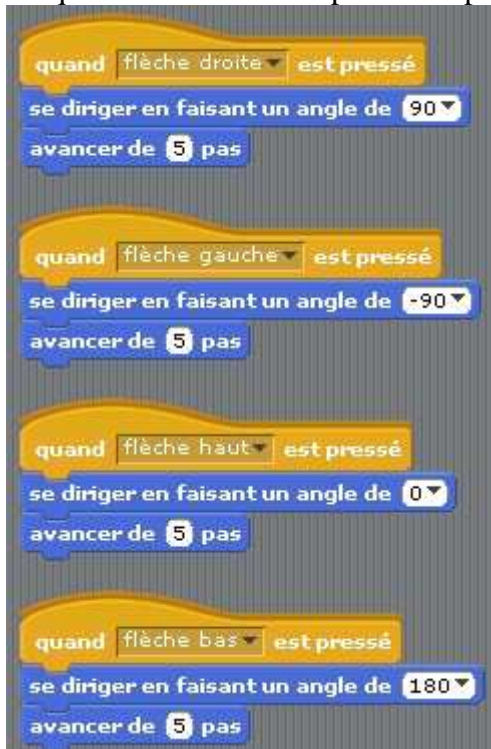 quand flèche droite est pressé
se diriger en faisant un angle de 90
avancer de 5 pas
quand flèche gauche est pressé
se diriger en faisant un angle de -90
avancer de 5 pas
quand flèche haut est pressé
se diriger en faisant un angle de 0
avancer de 5 pas
quand flèche bas est pressé
se diriger en faisant un angle de 180
avancer de 5 pas